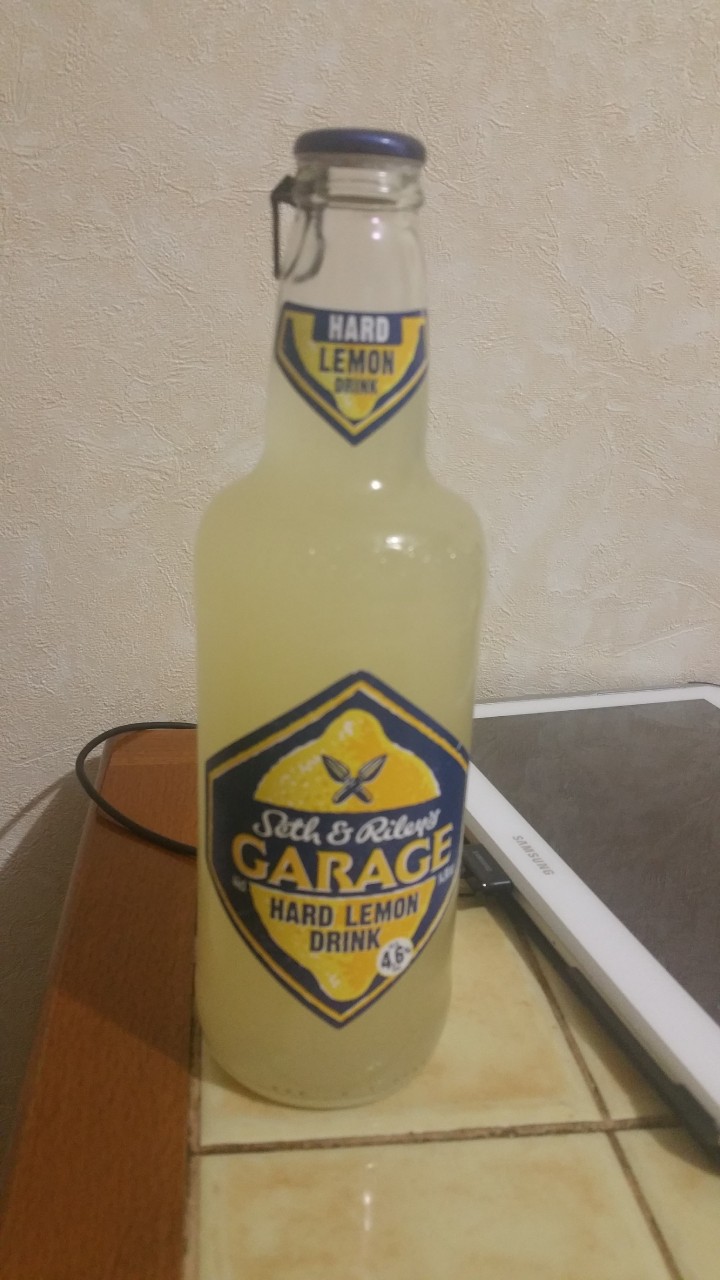 HARD
LEMON
DRINK
Seth & Riley's
GARAGE
HARD LEMON
DRINK
4,6%
SAMSUNG